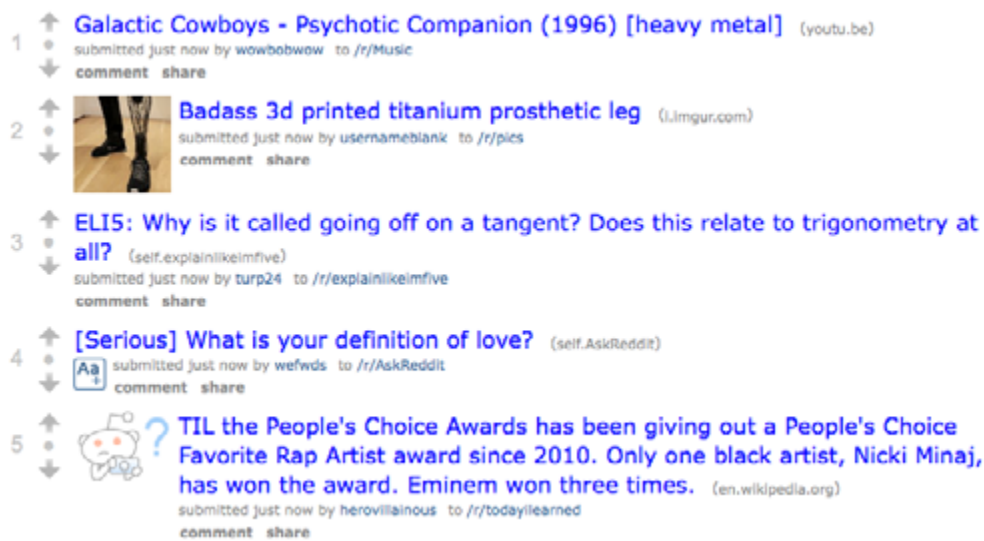 1
Galactic Cowboys - Psychotic Companion (1996) [heavy metal] (youtu.be)
submitted just now by wowbobwow to /r/Music
comment share
2
Badass 3d printed titanium prosthetic leg (i.imgur.com)
submitted just now by usernameblank to /r/pics
comment share
3
ELI5: Why is it called going off on a tangent? Does this relate to trigonometry at
all? (self.explainlikeimfive)
submitted just now by turp24 to /r/explainlikeimfive
comment share
4
[Serious] What is your definition of love? (self.AskReddit)
Aa+ submitted just now by wefwds to /r/AskReddit
comment share
5
?
TIL the People's Choice Awards has been giving out a People's Choice
Favorite Rap Artist award since 2010. Only one black artist, Nicki Minaj,
has won the award. Eminem won three times. (en.wikipedia.org)
submitted just now by herovillainous to /r/todayilearned
comment share